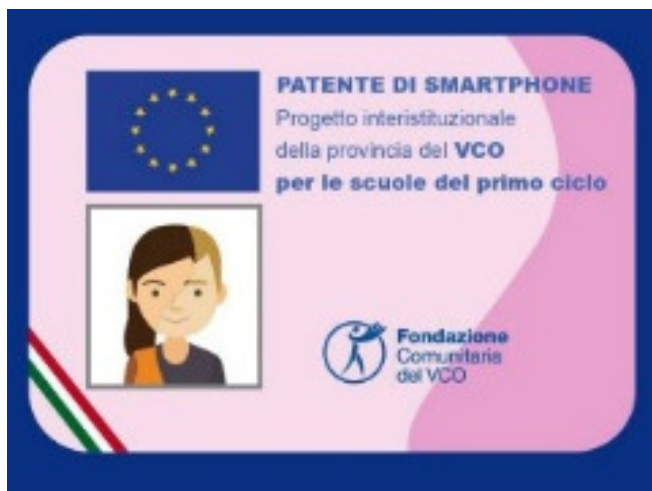 PATENTE DI SMARTPHONE
Progetto interistituzionale
della provincia del VCO
per le scuole del primo ciclo
Fondazione
Comunitaria
del VCO